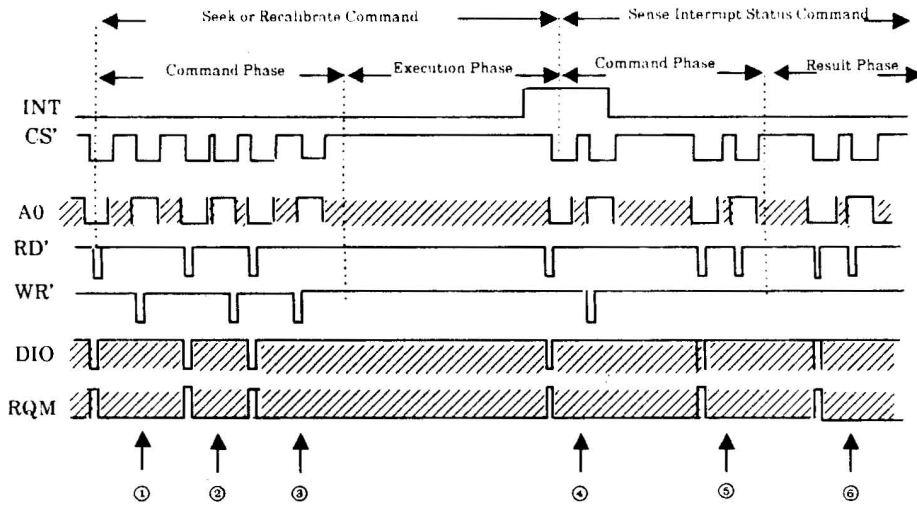 Seek or Recalibrate Command
Sense Interrupt Status Command
Command Phase
Execution Phase
Command Phase
Result Phase
INT
CS'
A0
RD'
WR'
DIO
RQM
① ② ③ ④ ⑤ ⑥